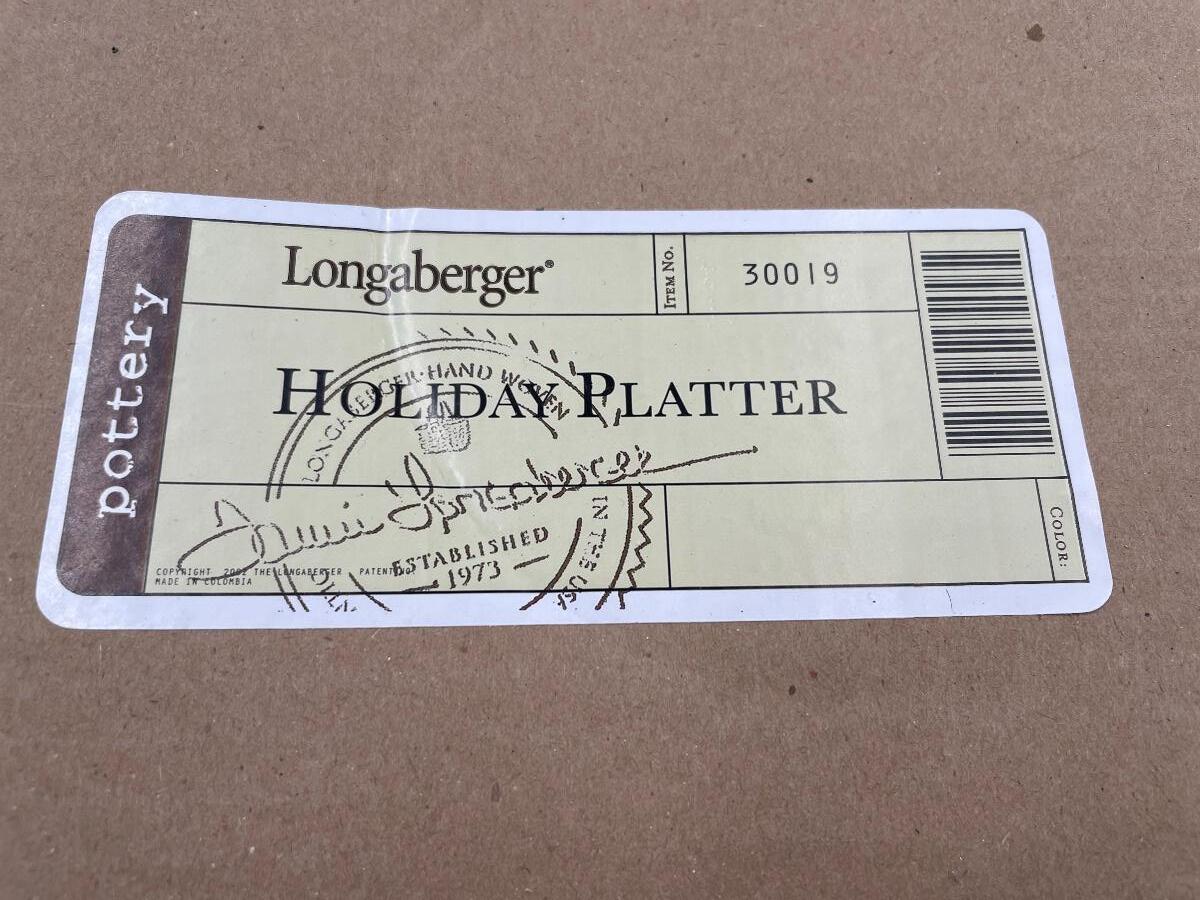 pottery
Longaberger®
ITEM NO.
30019
HOLIDAY PLATTER
LONGABERGER · HAND WOVEN
ESTABLISHED
1973
IN THE
COPYRIGHT 2002 THE LONGABERGER PATENT NO.
MADE IN COLOMBIA
COLOR: